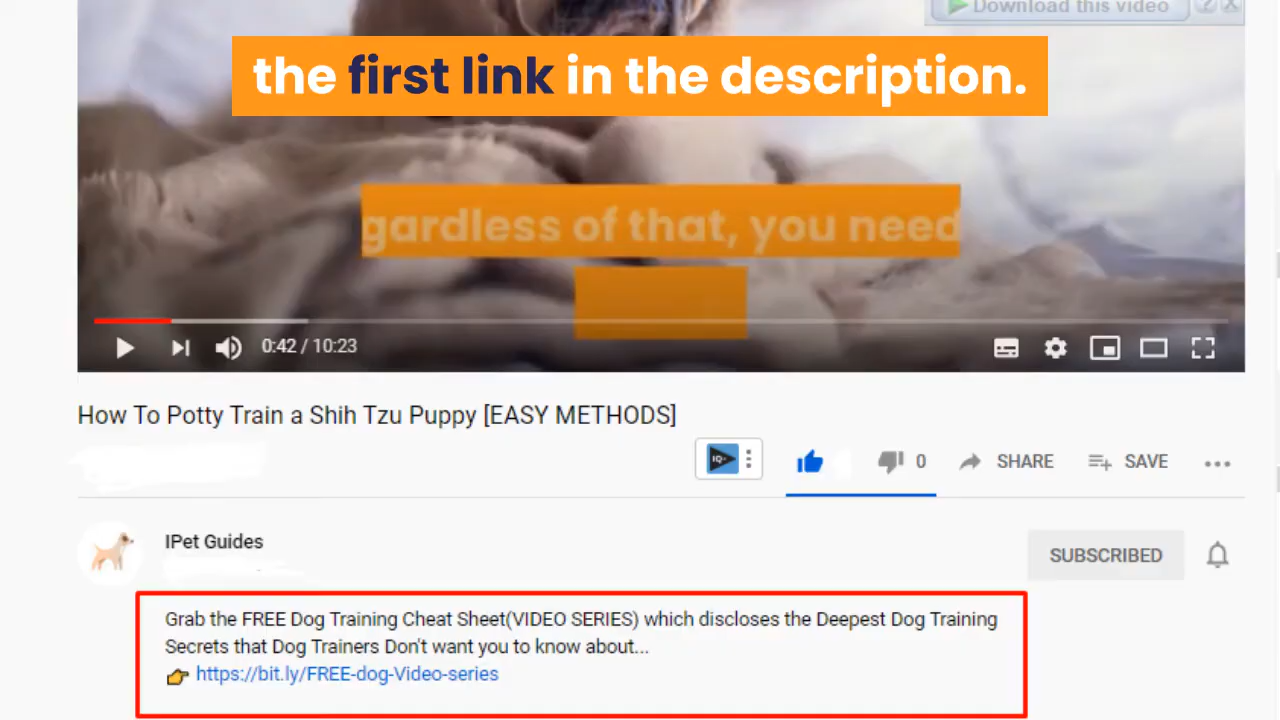 Download this video
the first link in the description.
gardless of that, you need
0:42 / 10:23
How To Potty Train a Shih Tzu Puppy [EASY METHODS]
IQ
0
SHARE
SAVE
IPet Guides
SUBSCRIBED
Grab the FREE Dog Training Cheat Sheet(VIDEO SERIES) which discloses the Deepest Dog Training
Secrets that Dog Trainers Don't want you to know about...
https://bit.ly/FREE-dog-Video-series